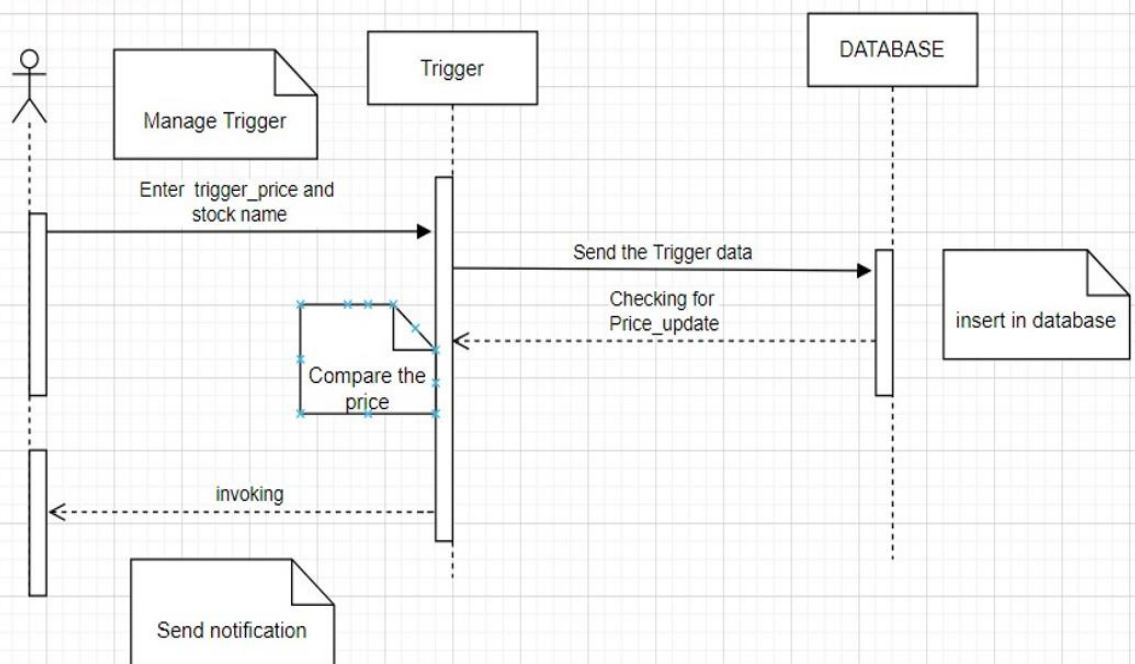 DATABASE
Trigger
Manage Trigger
Enter trigger_price and
stock name
Send the Trigger data
Checking for
Price_update
insert in database
Compare the
price
invoking
Send notification